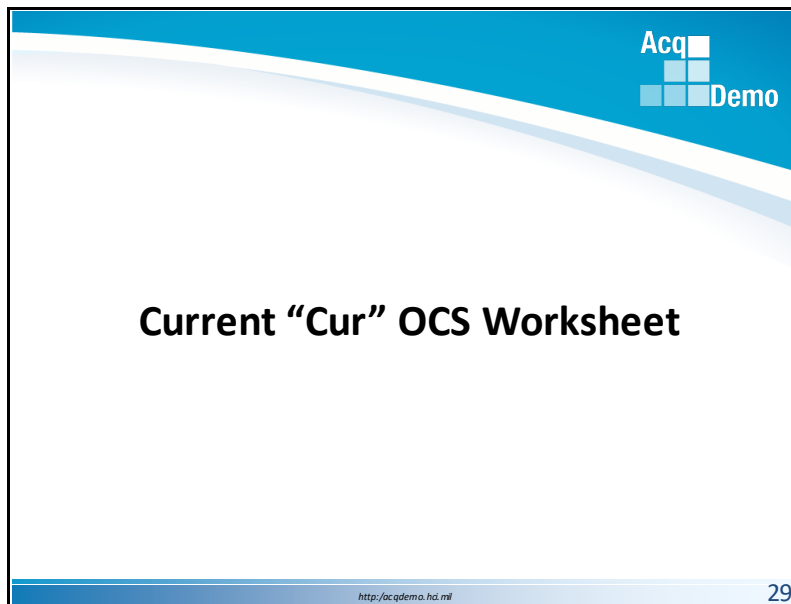 Acq
Demo
Current “Cur” OCS Worksheet
http:/acqdemo.hci.mil
29